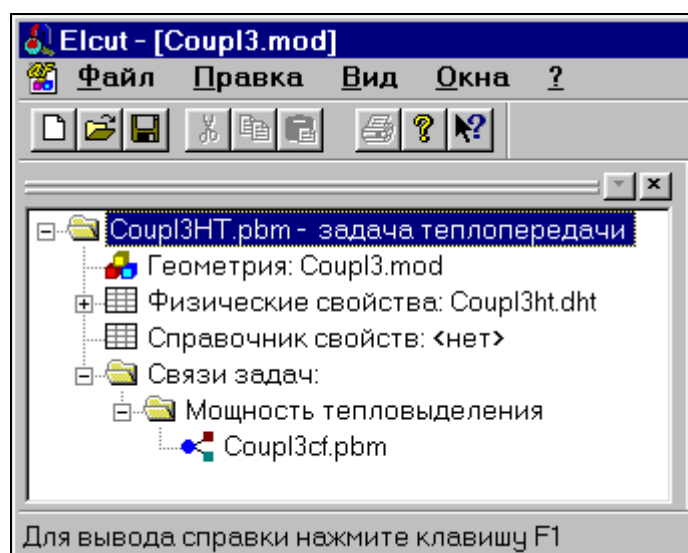 Elcut - [Coupl3.mod]
Файл Правка Вид Окна ?
Coupl3HT.pbm - задача теплопередачи
Геометрия: Coupl3.mod
Физические свойства: Coupl3ht.dht
Справочник свойств: <нет>
Связи задач:
Мощность тепловыделения
Coupl3cf.pbm
Для вывода справки нажмите клавишу F1